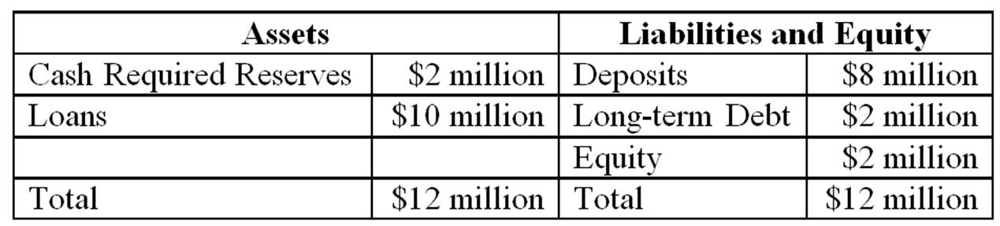 Assets Liabilities and Equity
Cash Required Reserves $2 million Deposits $8 million
Loans $10 million Long-term Debt $2 million
Equity $2 million
Total $12 million Total $12 million